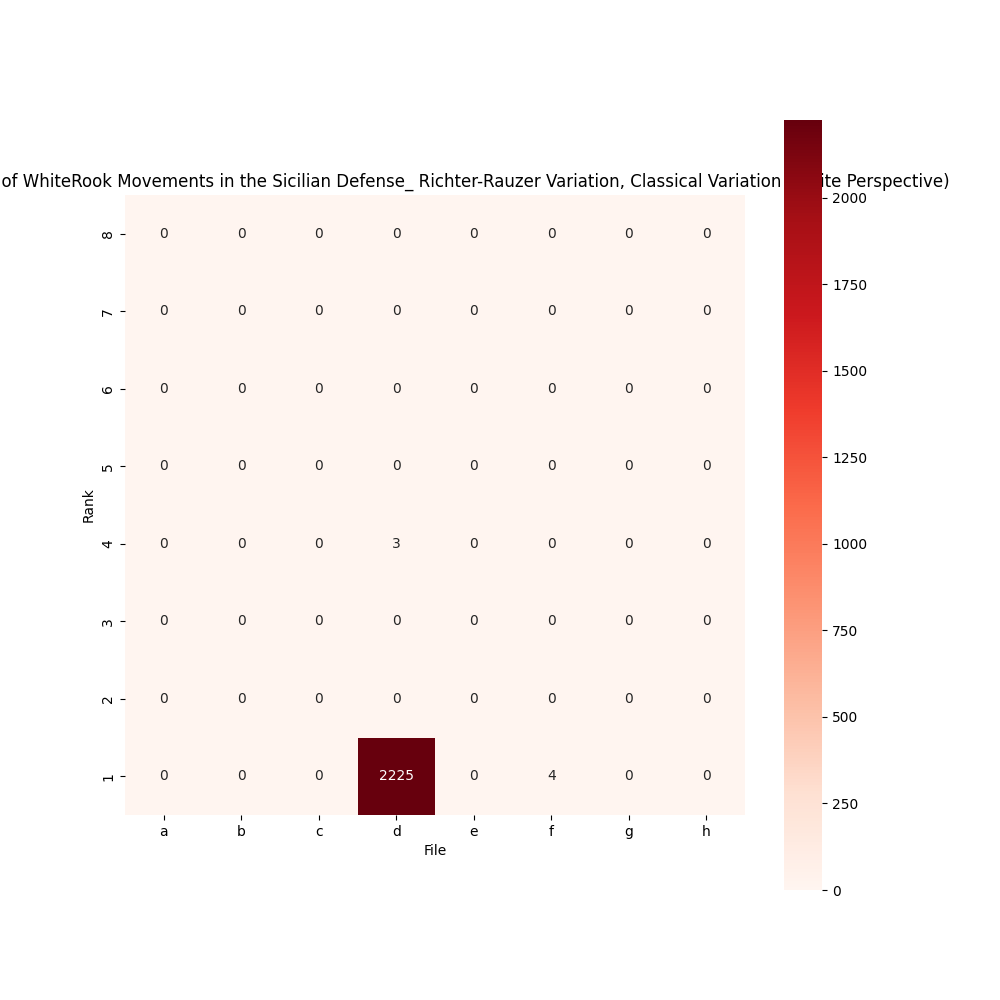 of WhiteRook Movements in the Sicilian Defense_ Richter-Rauzer Variation, Classical Variation ite Perspective)
2000
8 0 0 0 0 0 0 0 0
7 0 0 0 0 0 0 0 0
1750
6 0 0 0 0 0 0 0 0
1500
5 0 0 0 0 0 0 0 0
1250
Rank
4 0 0 0 3 0 0 0 0
1000
3 0 0 0 0 0 0 0 0
750
2 0 0 0 0 0 0 0 0
500
1 0 0 0 2225 0 4 0 0
250
a b c d e f g h
File
0